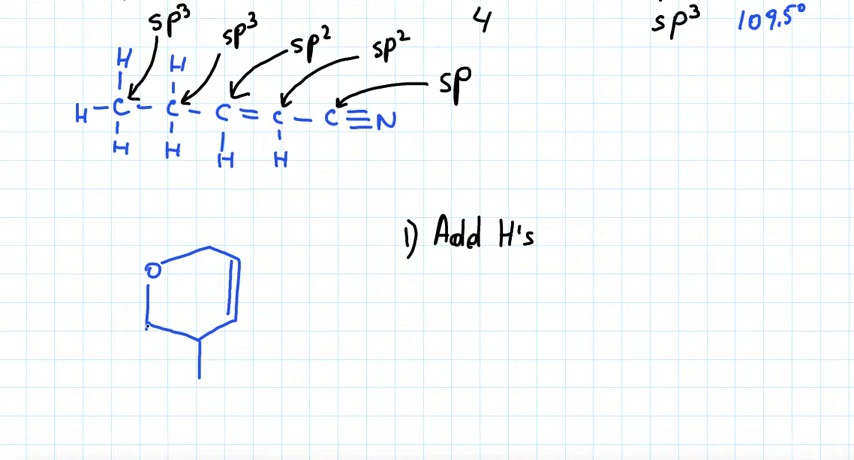 sp³ sp³ sp² sp² 4 sp³ 109.5°
sp
H H
H-C-C-C=C-C≡N
H H H H
1) Add H's
O